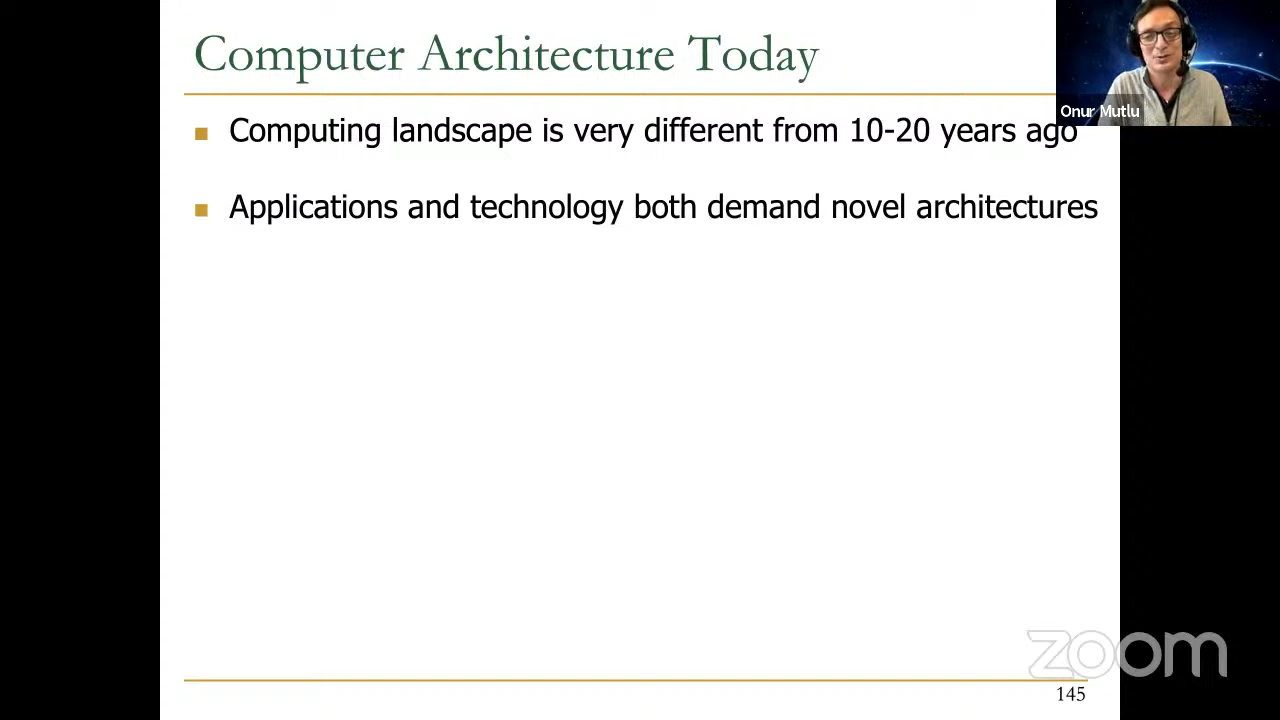 Computer Architecture Today
Onur Mutlu
Computing landscape is very different from 10-20 years ago
Applications and technology both demand novel architectures
zoom
145